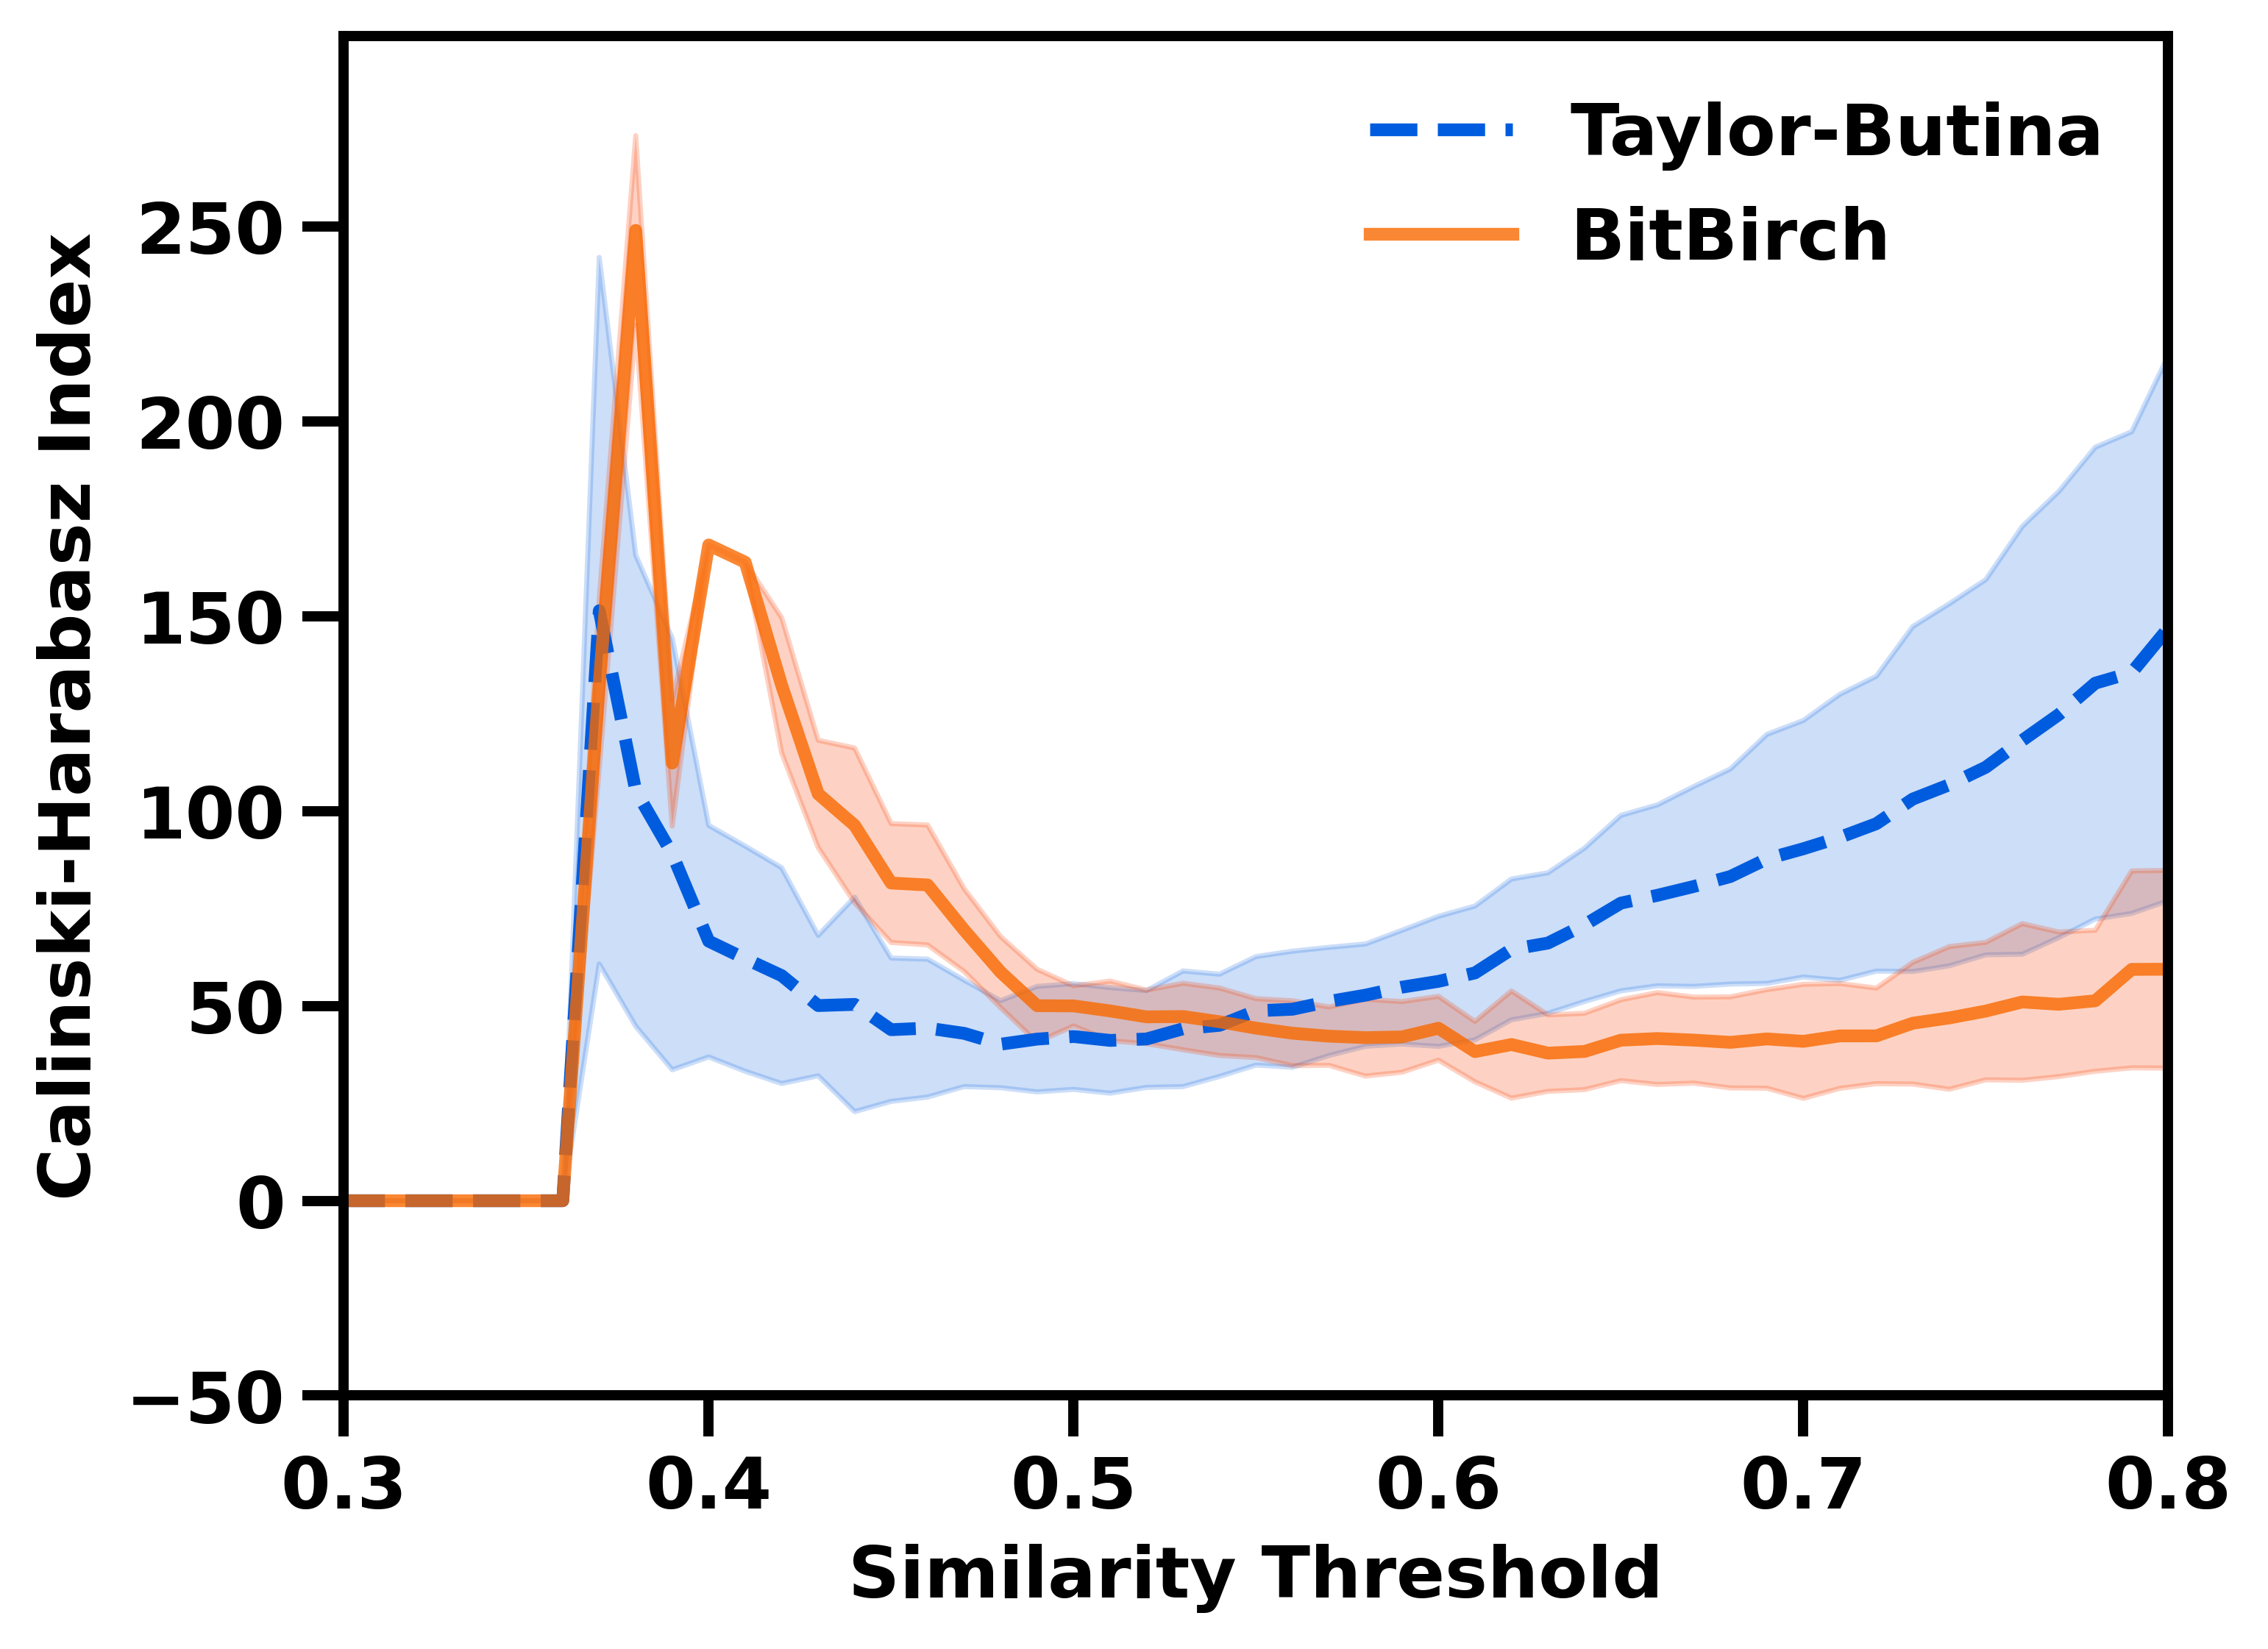 Taylor-Butina
BitBirch
Calinski-Harabasz Index
250
200
150
100
50
0
−50
0.3 0.4 0.5 0.6 0.7 0.8
Similarity Threshold